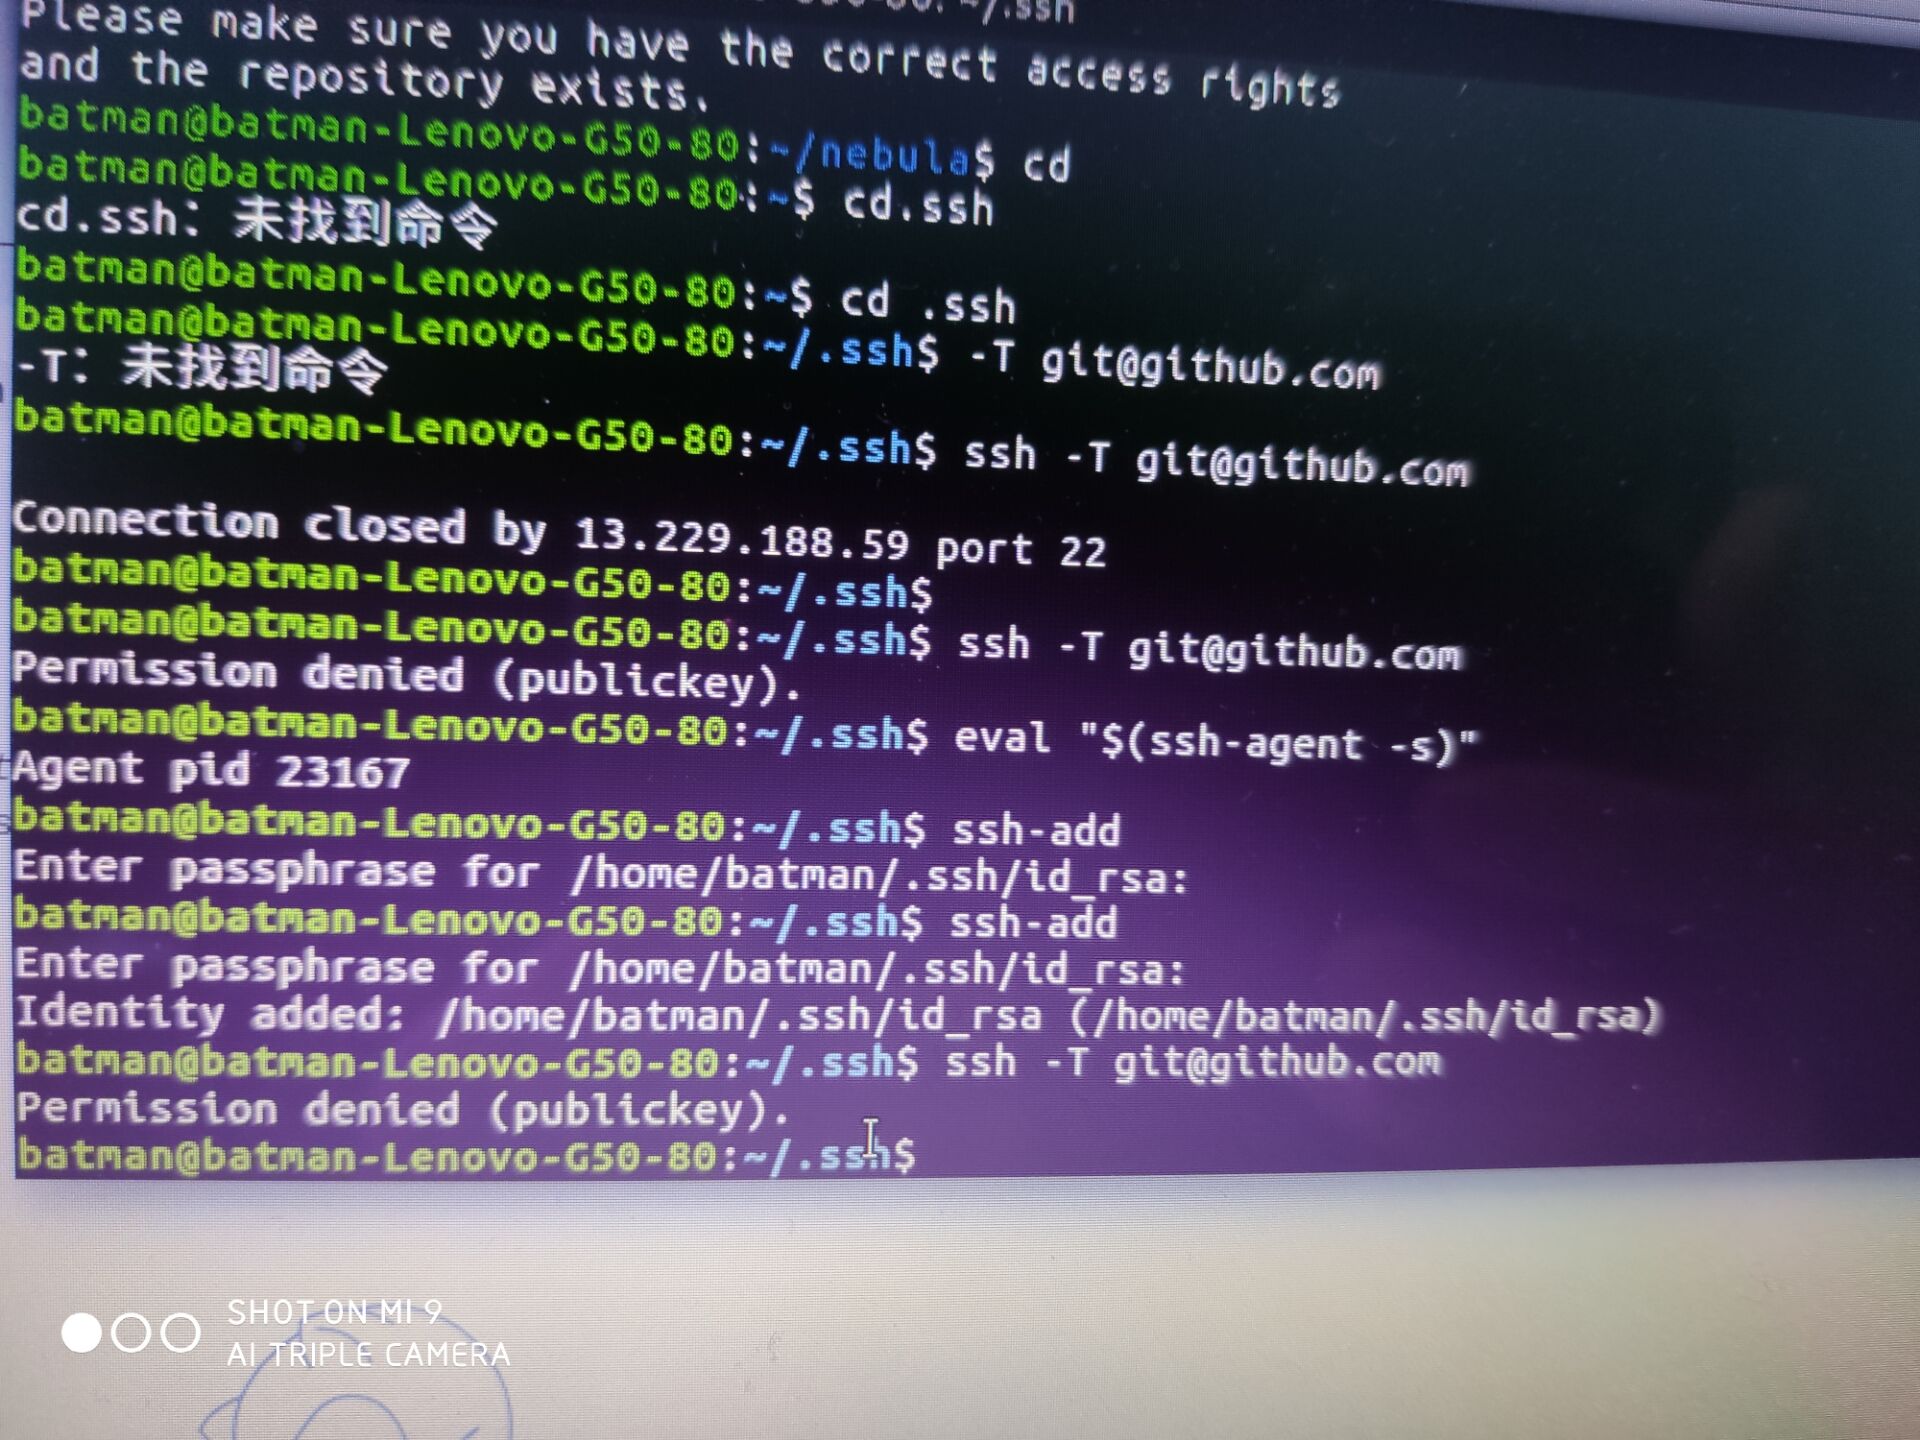 ~/.ssh
Please make sure you have the correct access rights
and the repository exists.
batman@batman-Lenovo-G50-80:~/nebula$ cd
batman@batman-Lenovo-G50-80:~$ cd.ssh
cd.ssh: 未找到命令
batman@batman-Lenovo-G50-80:~$ cd .ssh
batman@batman-Lenovo-G50-80:~/.ssh$ -T git@github.com
-T: 未找到命令
batman@batman-Lenovo-G50-80:~/.ssh$ ssh -T git@github.com
Connection closed by 13.229.188.59 port 22
batman@batman-Lenovo-G50-80:~/.ssh$
batman@batman-Lenovo-G50-80:~/.ssh$ ssh -T git@github.com
Permission denied (publickey).
batman@batman-Lenovo-G50-80:~/.ssh$ eval "$(ssh-agent -s)"
Agent pid 23167
batman@batman-Lenovo-G50-80:~/.ssh$ ssh-add
Enter passphrase for /home/batman/.ssh/id_rsa:
batman@batman-Lenovo-G50-80:~/.ssh$ ssh-add
Enter passphrase for /home/batman/.ssh/id_rsa:
Identity added: /home/batman/.ssh/id_rsa (/home/batman/.ssh/id_rsa)
batman@batman-Lenovo-G50-80:~/.ssh$ ssh -T git@github.com
Permission denied (publickey).
batman@batman-Lenovo-G50-80:~/.ssh$
SHOT ON MI 9
AI TRIPLE CAMERA